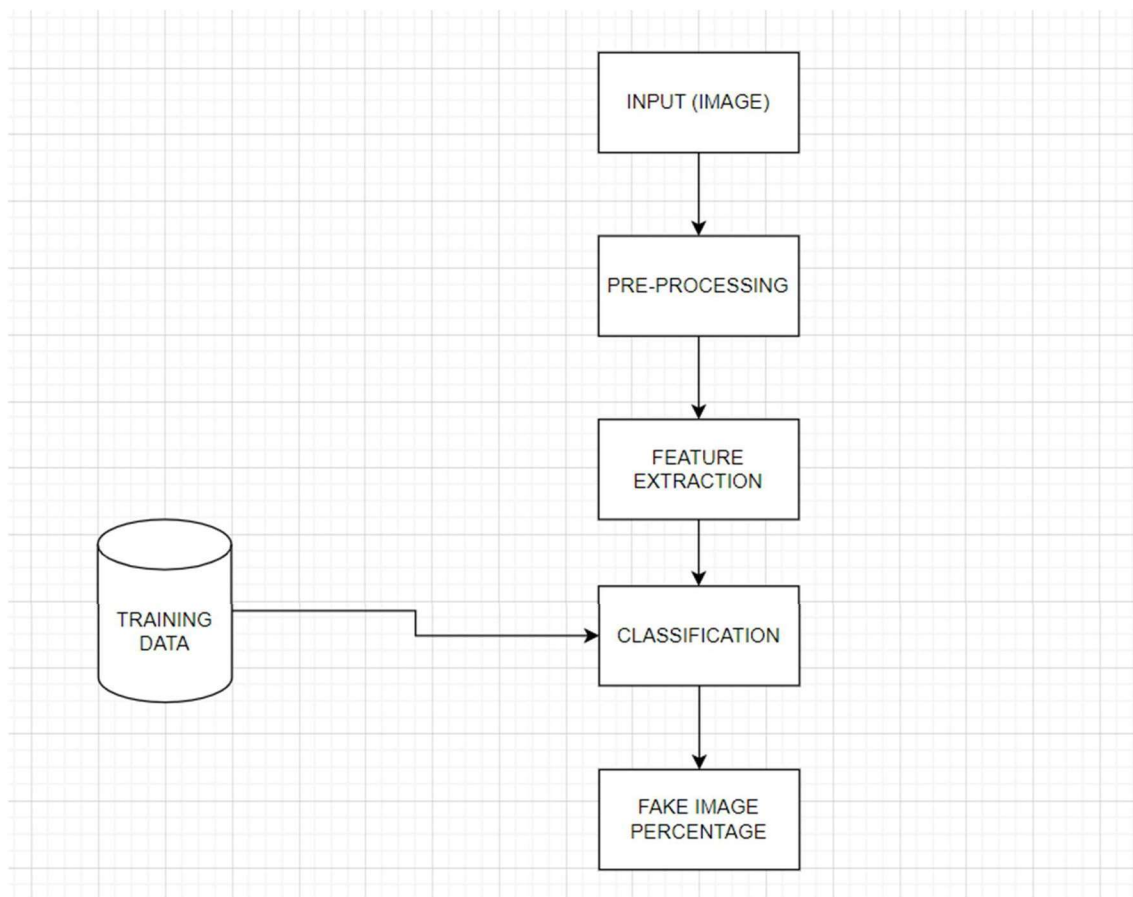 INPUT (IMAGE)
PRE-PROCESSING
FEATURE
EXTRACTION
TRAINING
DATA
CLASSIFICATION
FAKE IMAGE
PERCENTAGE